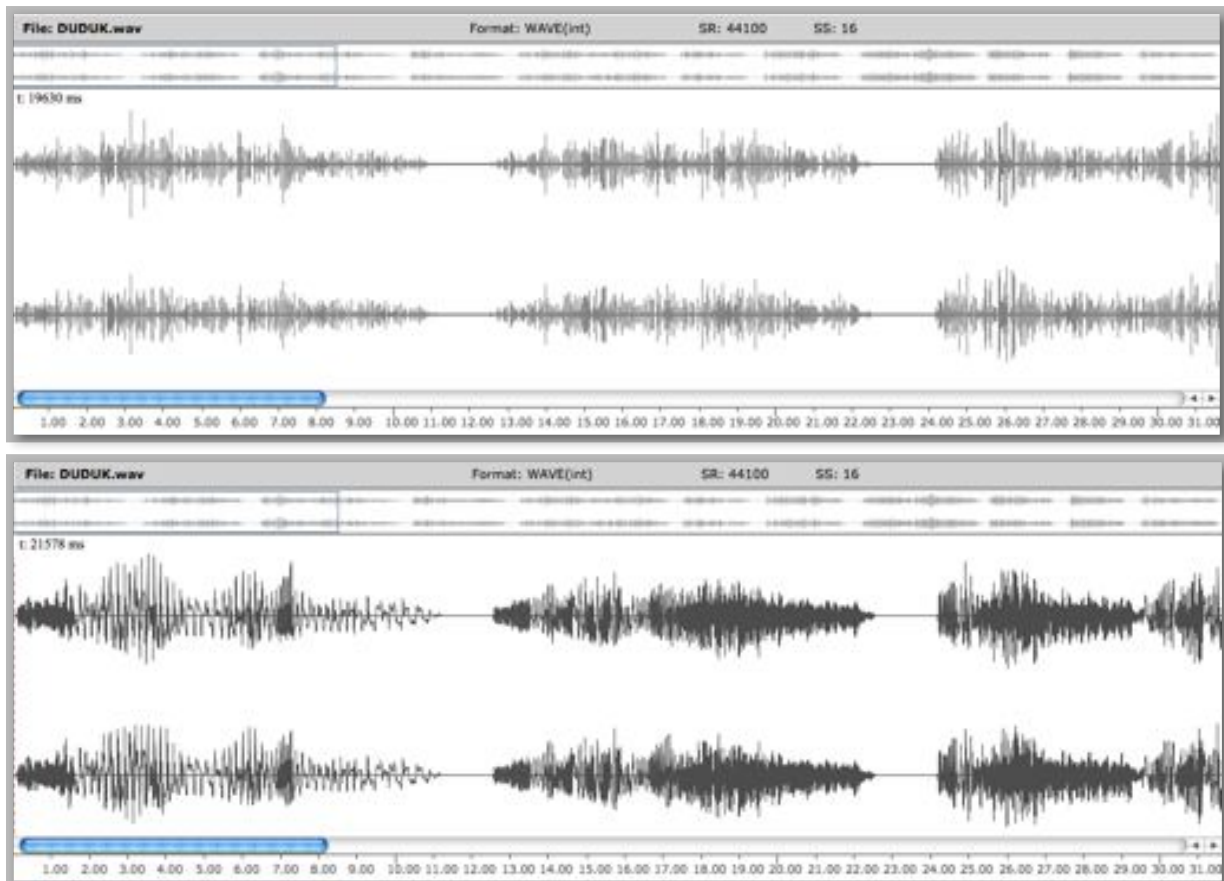 File: DUDUK.wav Format: WAVE(int) SR: 44100 SS: 16
t: 19630 ms
1.00 2.00 3.00 4.00 5.00 6.00 7.00 8.00 9.00 10.00 11.00 12.00 13.00 14.00 15.00 16.00 17.00 18.00 19.00 20.00 21.00 22.00 23.00 24.00 25.00 26.00 27.00 28.00 29.00 30.00 31.00
File: DUDUK.wav Format: WAVE(int) SR: 44100 SS: 16
t: 21578 ms
1.00 2.00 3.00 4.00 5.00 6.00 7.00 8.00 9.00 10.00 11.00 12.00 13.00 14.00 15.00 16.00 17.00 18.00 19.00 20.00 21.00 22.00 23.00 24.00 25.00 26.00 27.00 28.00 29.00 30.00 31.00